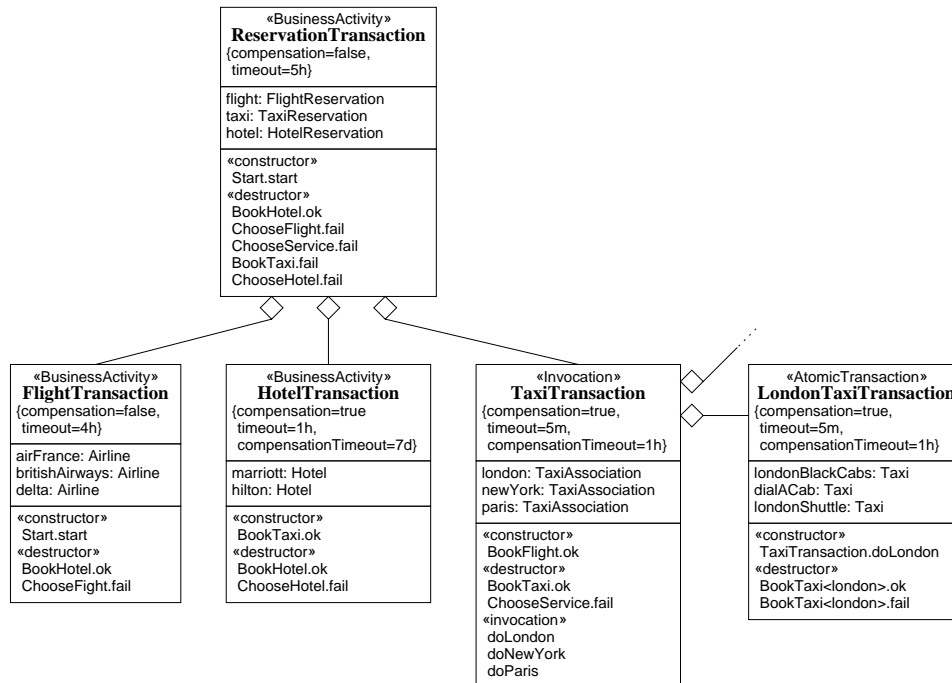 «BusinessActivity»
ReservationTransaction
{compensation=false,
timeout=5h}
flight: FlightReservation
taxi: TaxiReservation
hotel: HotelReservation
«constructor»
Start.start
«destructor»
BookHotel.ok
ChooseFlight.fail
ChooseService.fail
BookTaxi.fail
ChooseHotel.fail
«BusinessActivity»
FlightTransaction
{compensation=false,
timeout=4h}
airFrance: Airline
britishAirways: Airline
delta: Airline
«constructor»
Start.start
«destructor»
BookHotel.ok
ChooseFight.fail
«BusinessActivity»
HotelTransaction
{compensation=true
timeout=1h,
compensationTimeout=7d}
marriott: Hotel
hilton: Hotel
«constructor»
BookTaxi.ok
«destructor»
BookHotel.ok
ChooseHotel.fail
«Invocation»
TaxiTransaction
{compensation=true,
timeout=5m,
compensationTimeout=1h}
london: TaxiAssociation
newYork: TaxiAssociation
paris: TaxiAssociation
«constructor»
BookFlight.ok
«destructor»
BookTaxi.ok
ChooseService.fail
«invocation»
doLondon
doNewYork
doParis
«AtomicTransaction»
LondonTaxiTransaction
{compensation=true,
timeout=5m,
compensationTimeout=1h}
londonBlackCabs: Taxi
dialACab: Taxi
londonShuttle: Taxi
«constructor»
TaxiTransaction.doLondon
«destructor»
BookTaxi<london>.ok
BookTaxi<london>.fail